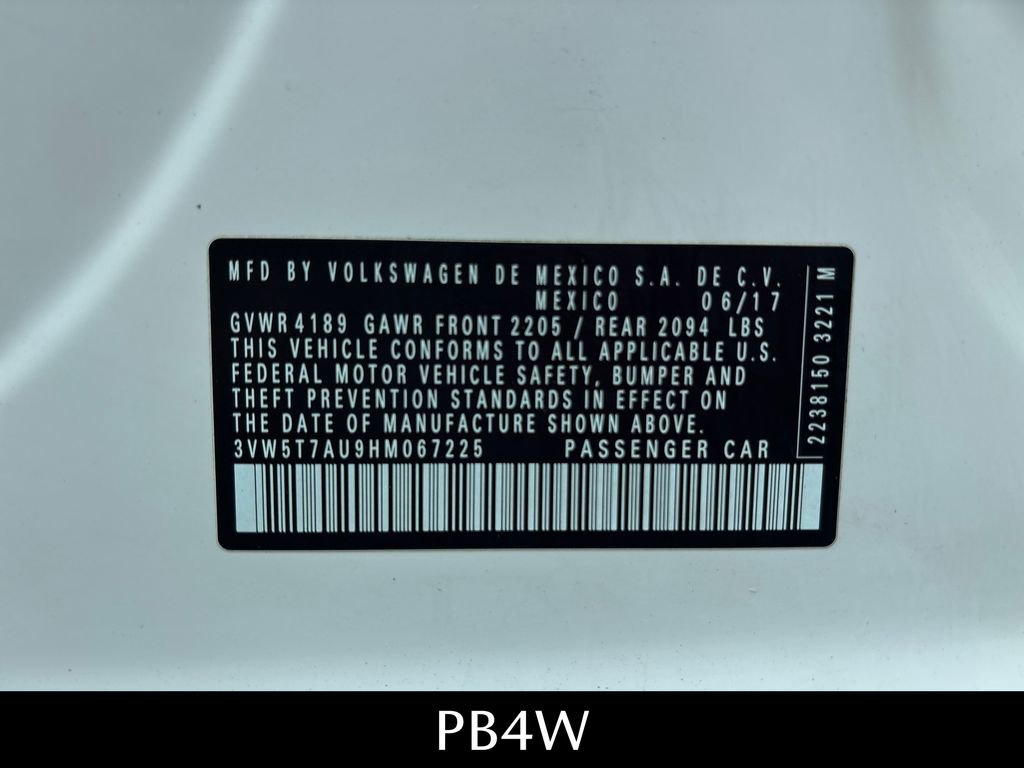 MFD BY VOLKSWAGEN DE MEXICO S.A. DE C.V.
MEXICO 06/17
GVWR 4189 GAWR FRONT 2205 / REAR 2094 LBS
THIS VEHICLE CONFORMS TO ALL APPLICABLE U.S.
FEDERAL MOTOR VEHICLE SAFETY, BUMPER AND
THEFT PREVENTION STANDARDS IN EFFECT ON
THE DATE OF MANUFACTURE SHOWN ABOVE.
3VW5T7AU9HM067225 PASSENGER CAR
2238150 3221 M
PB4W